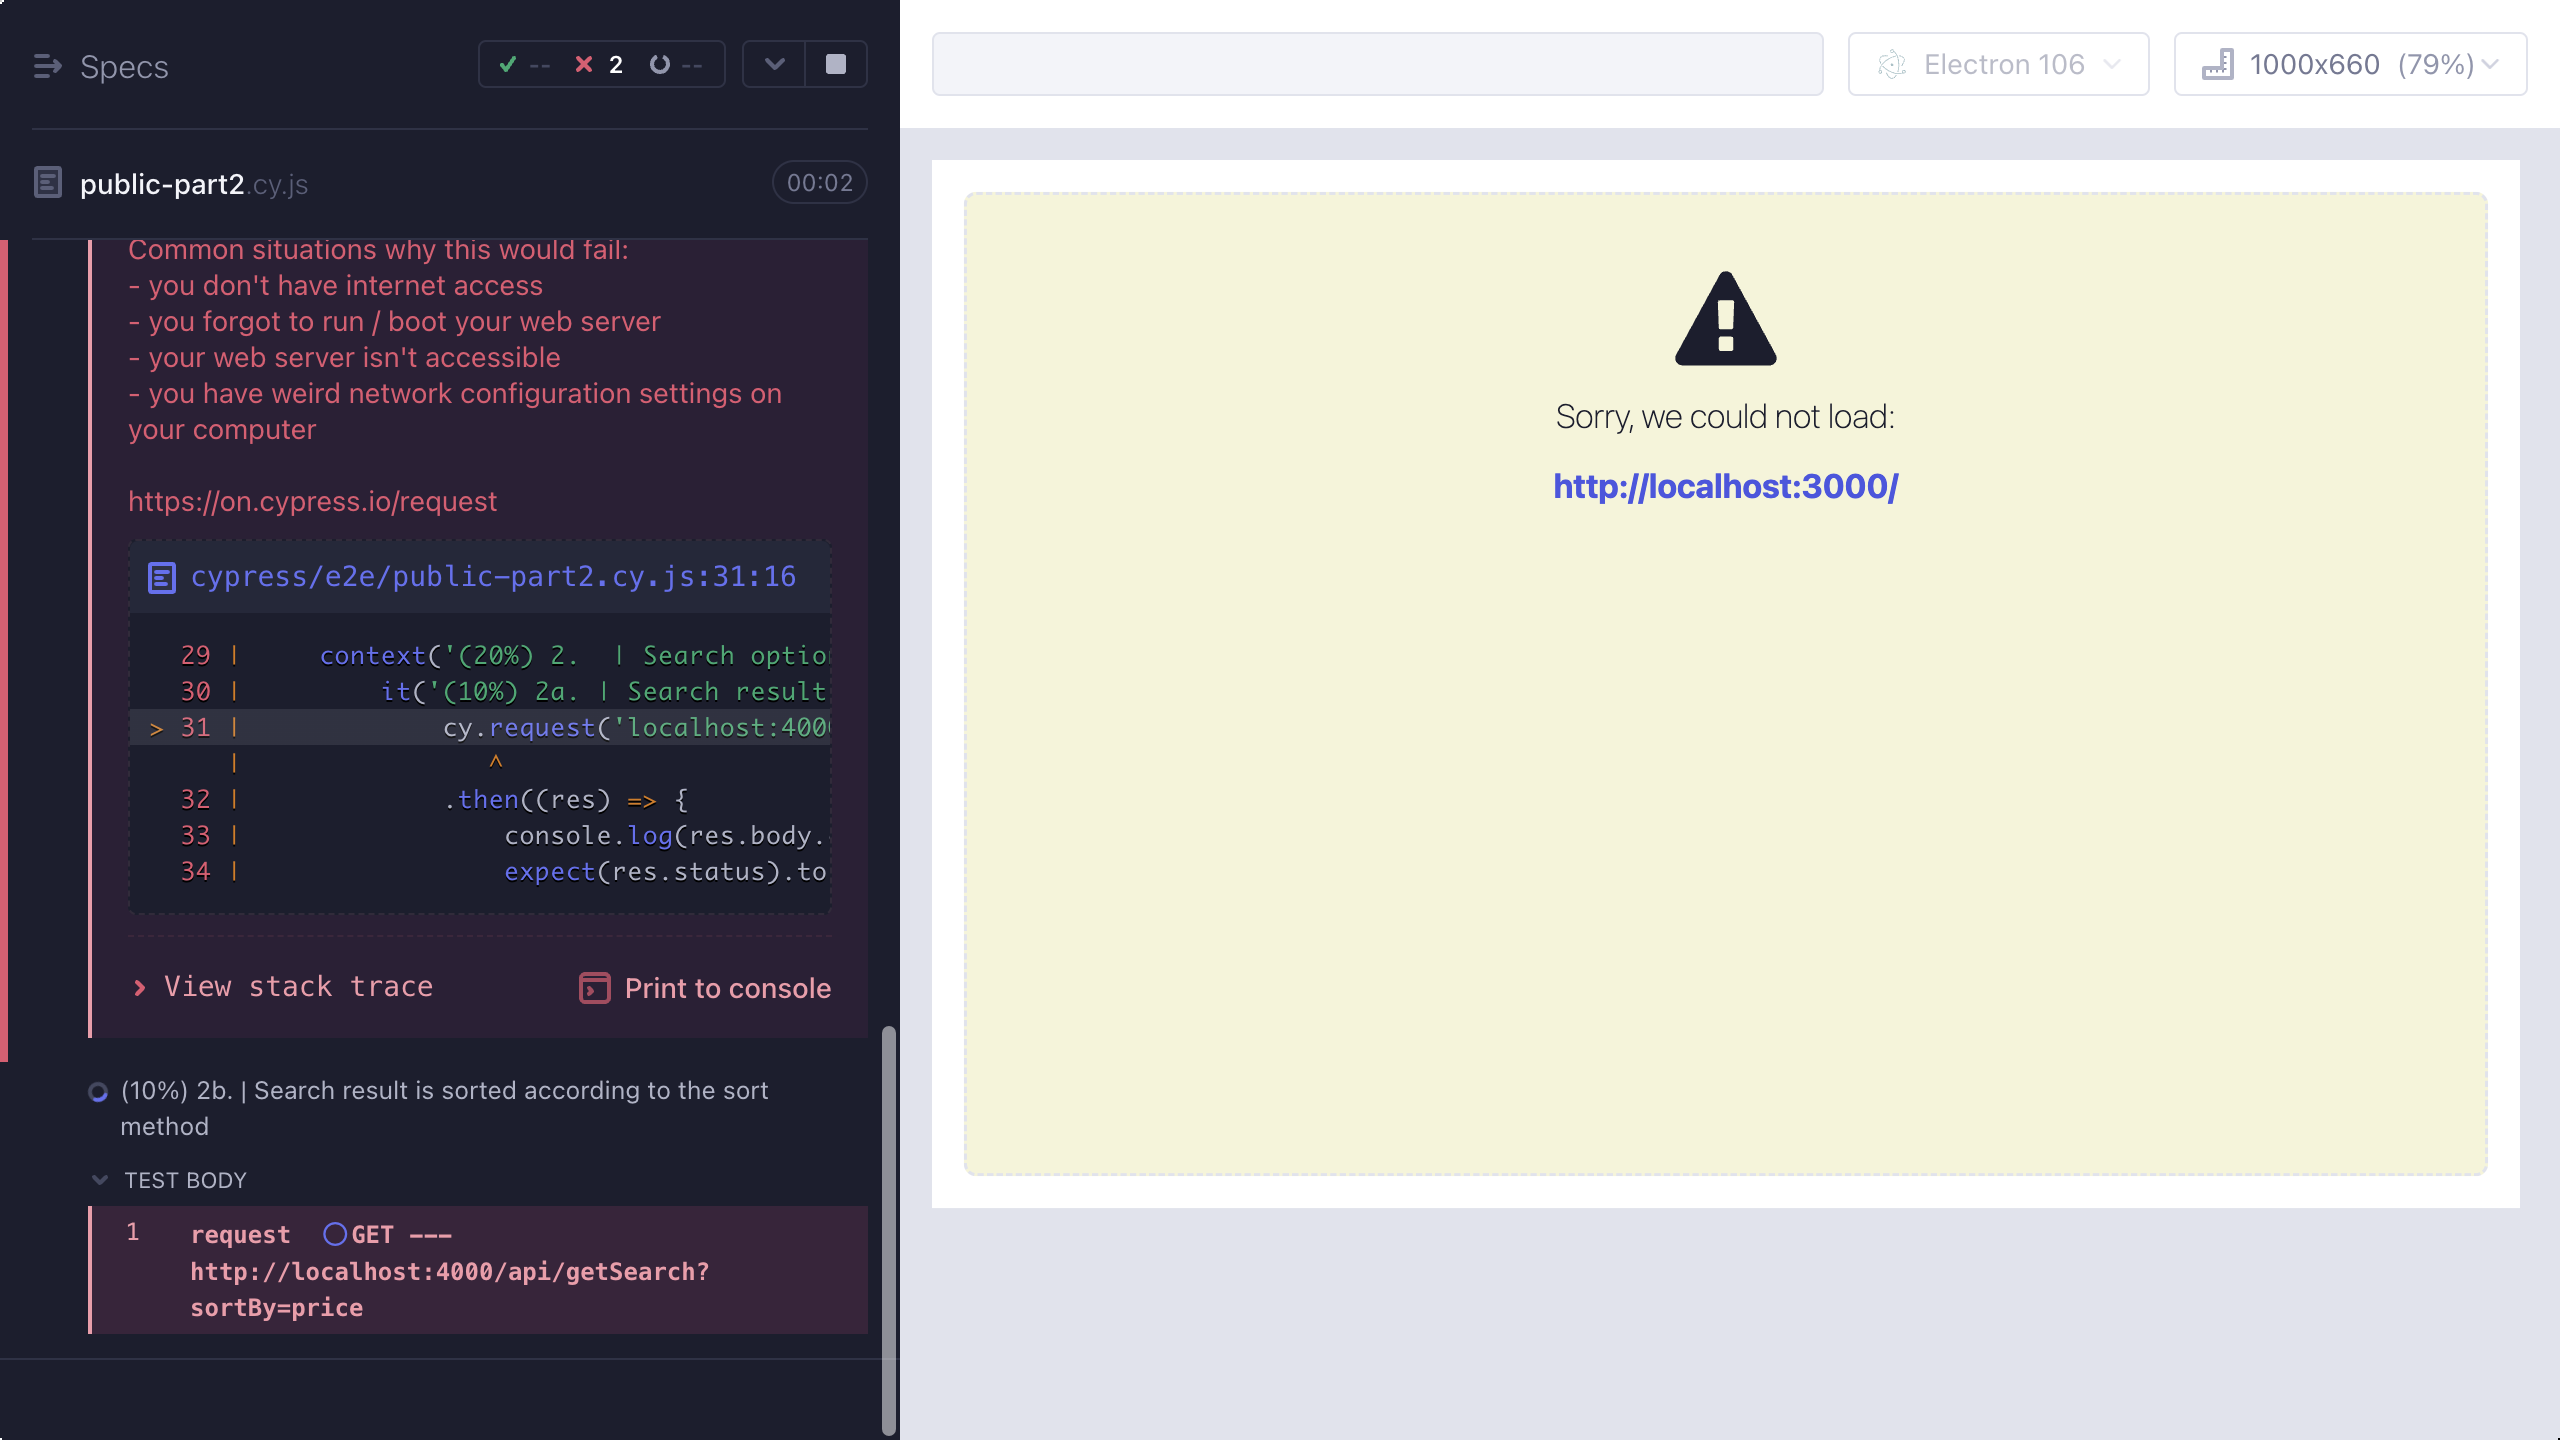 Specs
-- 2 --
public-part2.cy.js 00:02
Common situations why this would fail:
- you don't have internet access
- you forgot to run / boot your web server
- your web server isn't accessible
- you have weird network configuration settings on
your computer
https://on.cypress.io/request
cypress/e2e/public-part2.cy.js:31:16
29 | context('(20%) 2. | Search optio
30 | it('(10%) 2a. | Search result
> 31 | cy.request('localhost:400
| ^
32 | .then((res) => {
33 | console.log(res.body.
34 | expect(res.status).to
View stack trace
Print to console
(10%) 2b. | Search result is sorted according to the sort
method
TEST BODY
1 request GET ---
http://localhost:4000/api/getSearch?
sortBy=price
Electron 106
1000x660 (79%)
Sorry, we could not load:
http://localhost:3000/